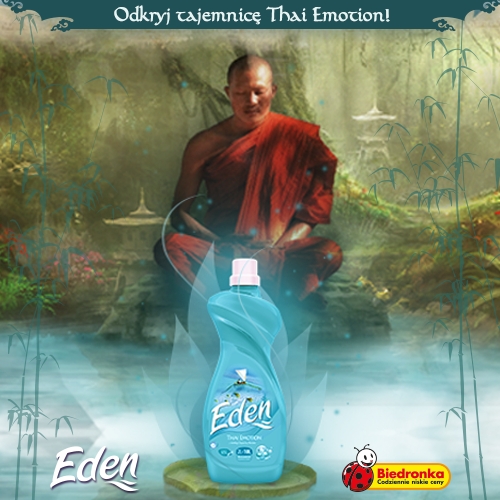 Odkryj tajemnicę Thai Emotion!
Eden
THAI EMOTION
Eden
Biedronka
Codziennie niskie ceny